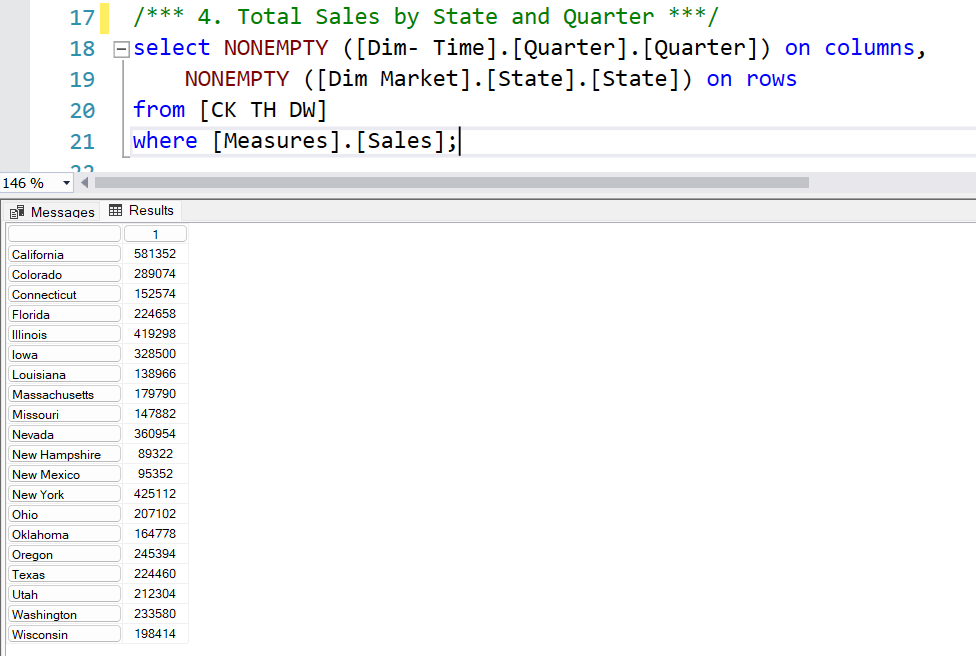 17 /*** 4. Total Sales by State and Quarter ***/
18 select NONEMPTY ([Dim- Time].[Quarter].[Quarter]) on columns,
19 NONEMPTY ([Dim Market].[State].[State]) on rows
20 from [CK TH DW]
21 where [Measures].[Sales];
22
146 %
Messages Results
1
California 581352
Colorado 289074
Connecticut 152574
Florida 224658
Illinois 419298
Iowa 328500
Louisiana 138966
Massachusetts 179790
Missouri 147882
Nevada 360954
New Hampshire 89322
New Mexico 95352
New York 425112
Ohio 207102
Oklahoma 164778
Oregon 245394
Texas 224460
Utah 212304
Washington 233580
Wisconsin 198414